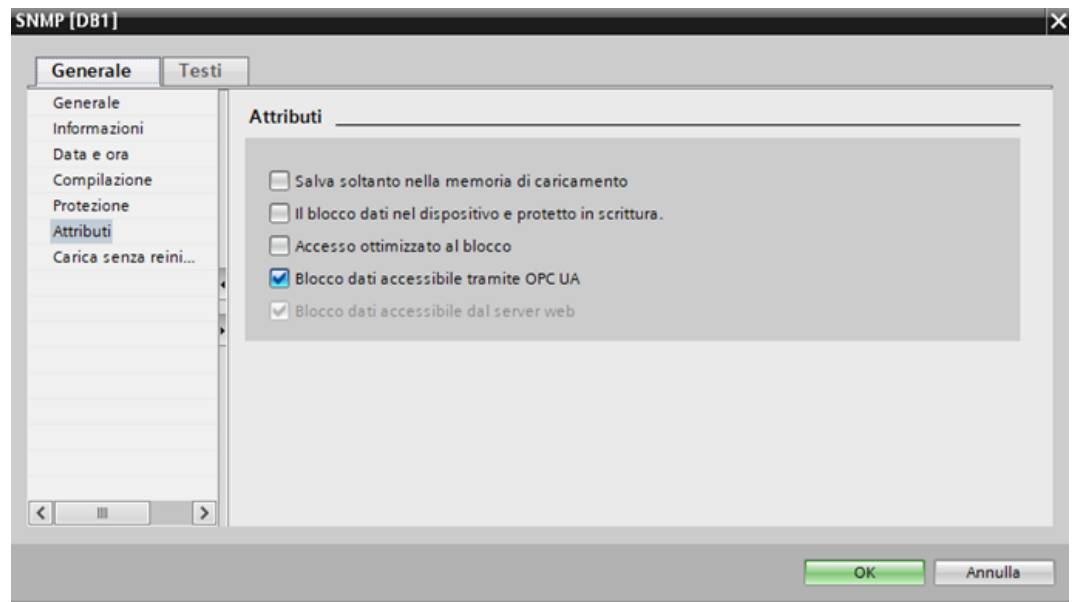 SNMP [DB1]
Generale
Testi
Generale
Informazioni
Data e ora
Compilazione
Protezione
Attributi
Carica senza reini...
Attributi
Salva soltanto nella memoria di caricamento
Il blocco dati nel dispositivo e protetto in scrittura.
Accesso ottimizzato al blocco
Blocco dati accessibile tramite OPC UA
Blocco dati accessibile dal server web
OK
Annulla